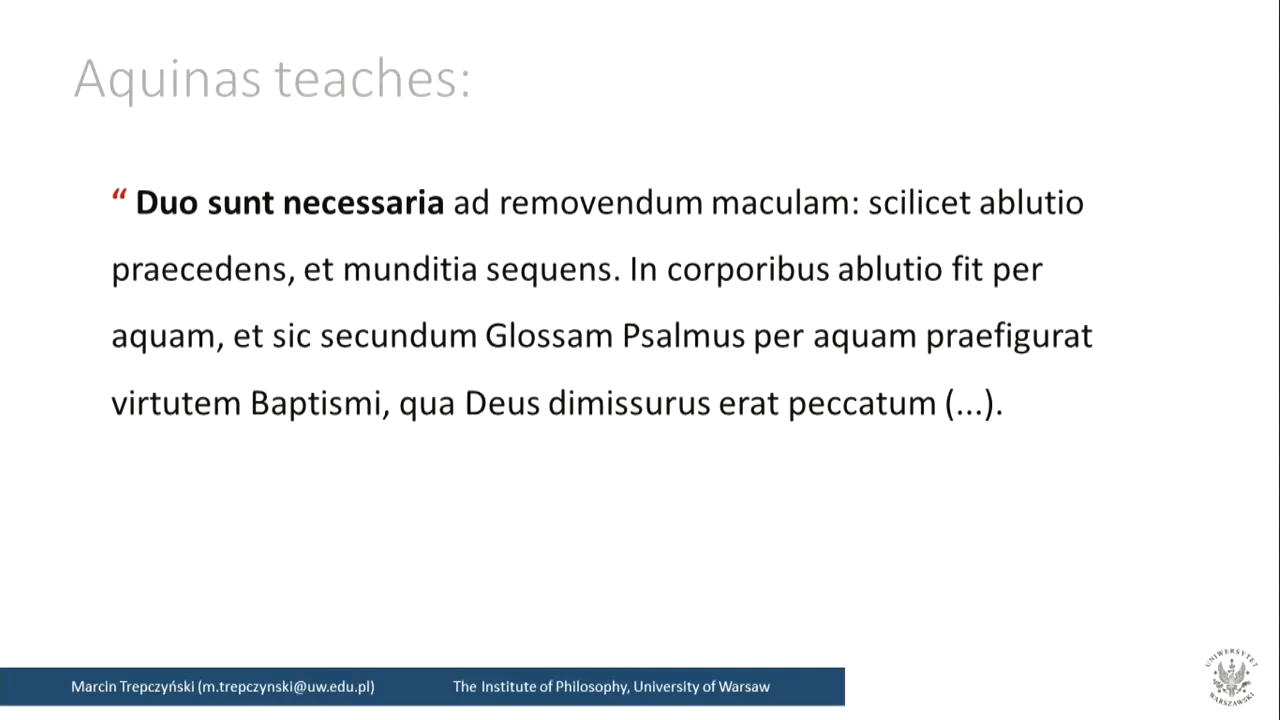 Aquinas teaches:
“ Duo sunt necessaria ad removendum maculam: scilicet ablutio
praecedens, et munditia sequens. In corporibus ablutio fit per
aquam, et sic secundum Glossam Psalmus per aquam praefigurat
virtutem Baptismi, qua Deus dimissurus erat peccatum (...).
Marcin Trepczyński (m.trepczynski@uw.edu.pl) The Institute of Philosophy, University of Warsaw
UNIWERSYTET
WARSZAWSKI